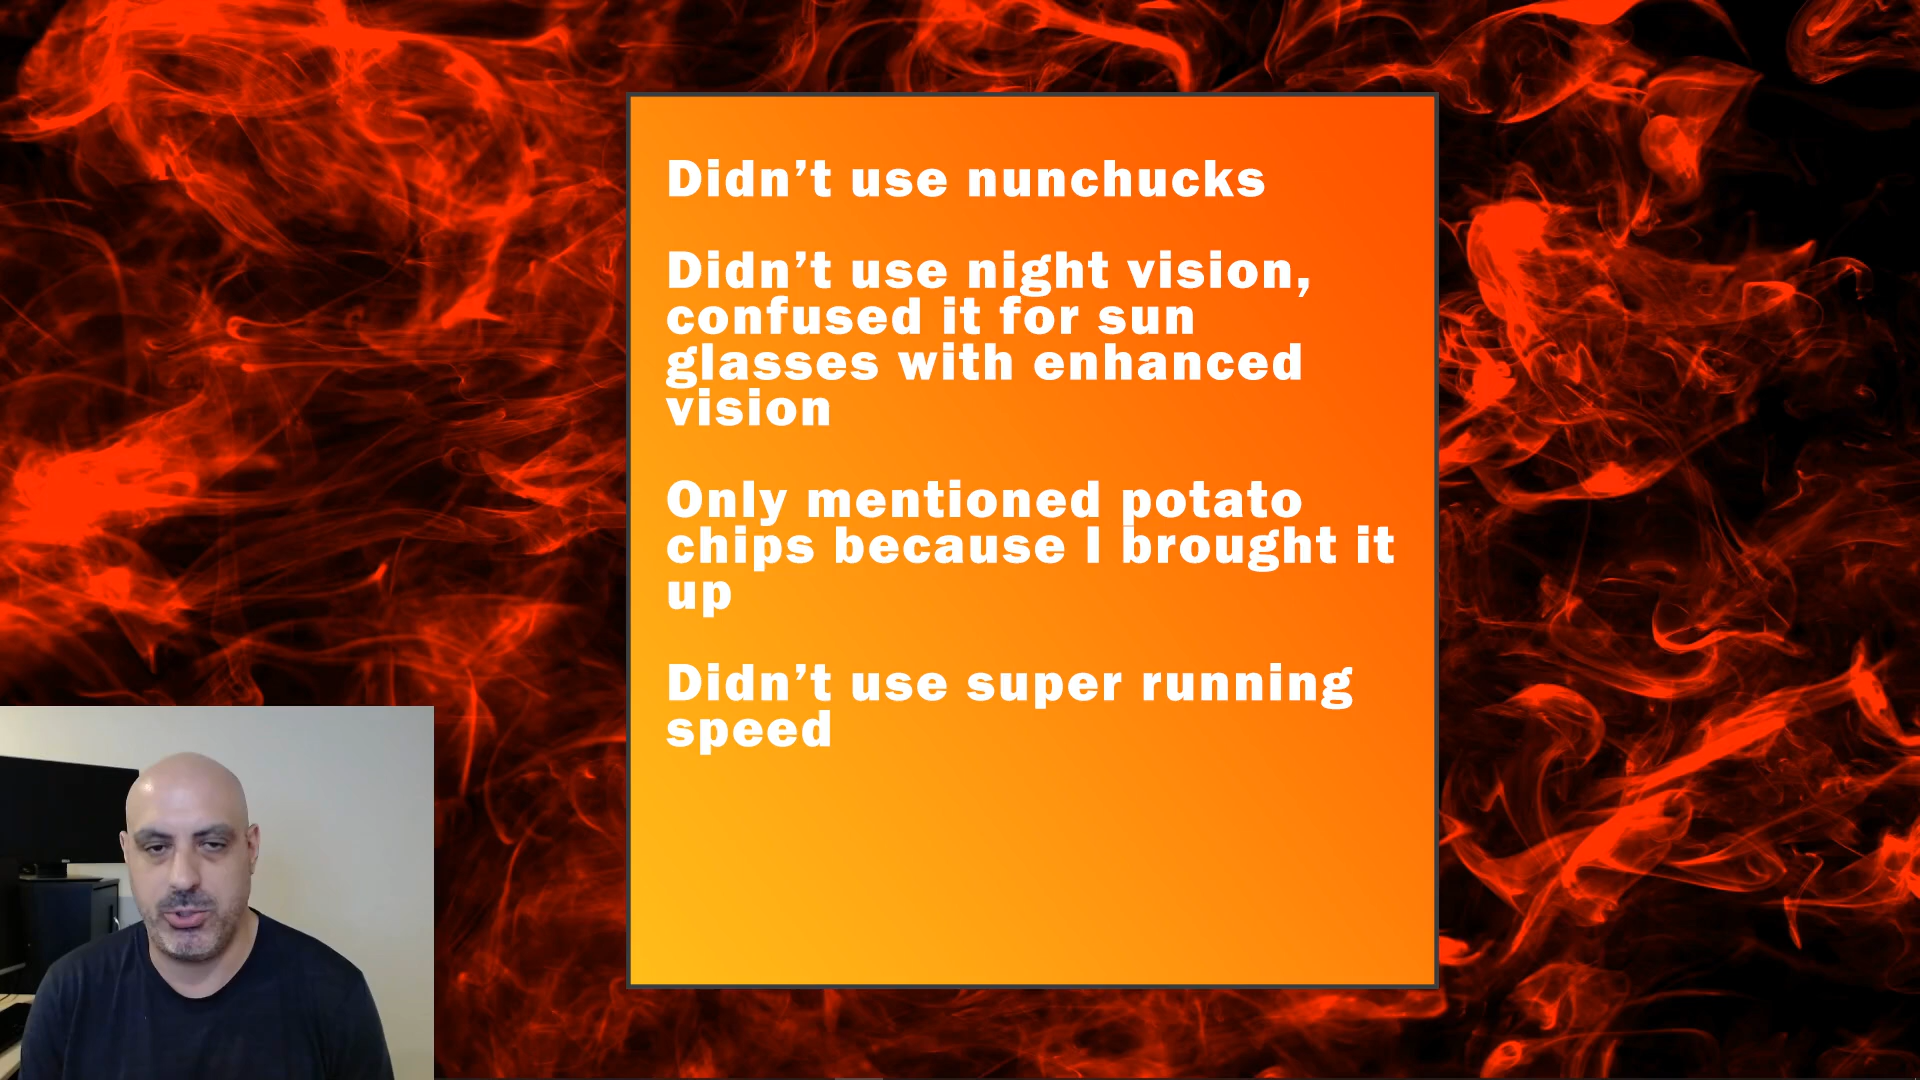 Didn’t use nunchucks
Didn’t use night vision,
confused it for sun
glasses with enhanced
vision
Only mentioned potato
chips because I brought it
up
Didn’t use super running
speed